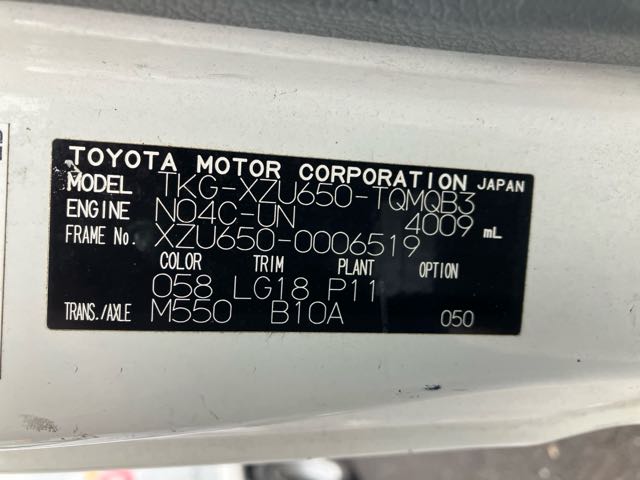 TOYOTA MOTOR CORPORATION JAPAN
MODEL TKG-XZU650-TQMQB3
ENGINE N04C-UN 4009 mL
FRAME No. XZU650-0006519
COLOR TRIM PLANT OPTION
058 LG18 P11
TRANS./AXLE M550 B10A 050